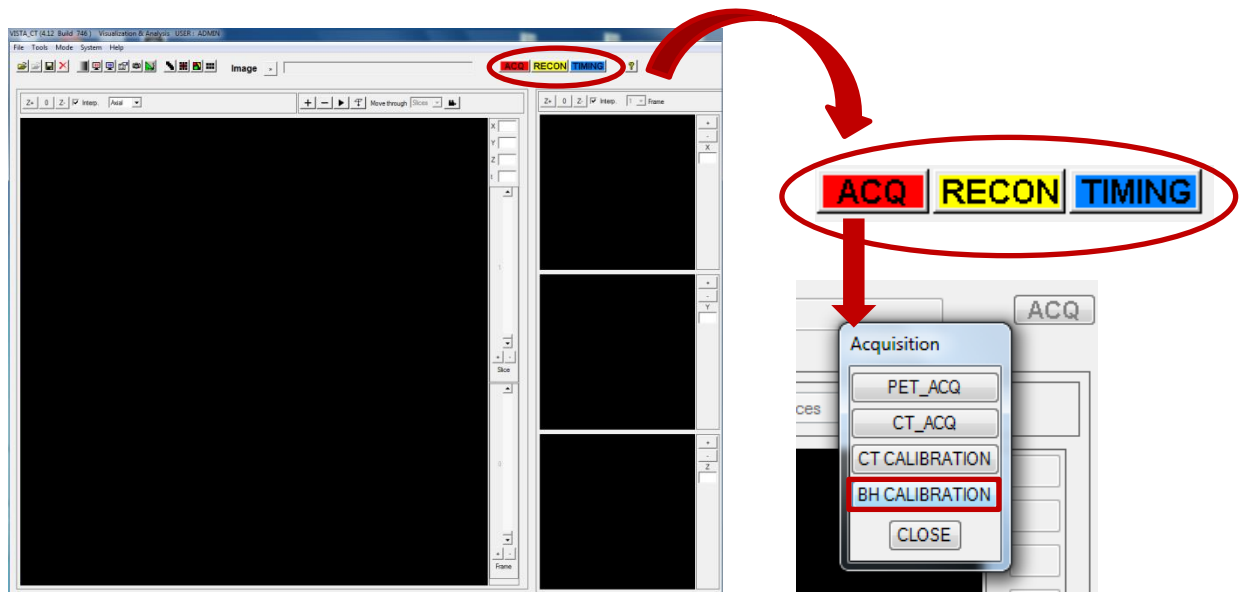 VISTA_CT (4.12 Build 746 ) Visualization & Analysis USER : ADMIN
File Tools Mode System Help
Image
ACQ RECON TIMING ?
Z+ 0 Z- Interp. Axial
+ - Move through Slices
Z+ 0 Z- Interp. 1 Frame
X
Y
Z
t
1
+ -
Slice
0
+ -
Frame
+
-
X
+
-
Y
+
-
Z
ACQ RECON TIMING
ACQ
Acquisition
PET_ACQ
ces
CT_ACQ
CT CALIBRATION
BH CALIBRATION
CLOSE